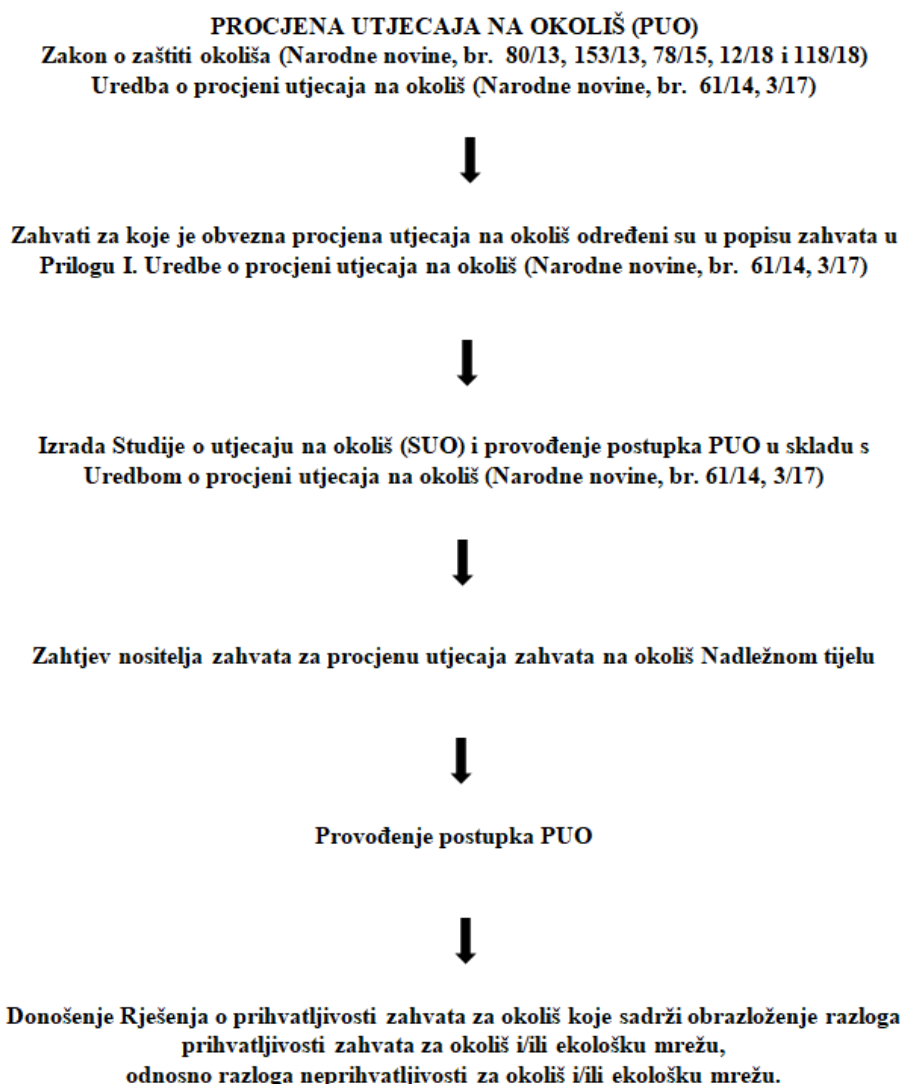 PROCJENA UTJECAJA NA OKOLIŠ (PUO)
Zakon o zaštiti okoliša (Narodne novine, br. 80/13, 153/13, 78/15, 12/18 i 118/18)
Uredba o procjeni utjecaja na okoliš (Narodne novine, br. 61/14, 3/17)
Zahvati za koje je obvezna procjena utjecaja na okoliš određeni su u popisu zahvata u
Prilogu I. Uredbe o procjeni utjecaja na okoliš (Narodne novine, br. 61/14, 3/17)
Izrada Studije o utjecaju na okoliš (SUO) i provođenje postupka PUO u skladu s
Uredbom o procjeni utjecaja na okoliš (Narodne novine, br. 61/14, 3/17)
Zahtjev nositelja zahvata za procjenu utjecaja zahvata na okoliš Nadležnom tijelu
Provođenje postupka PUO
Donošenje Rješenja o prihvatljivosti zahvata za okoliš koje sadrži obrazloženje razloga
prihvatljivosti zahvata za okoliš i/ili ekološku mrežu,
odnosno razloga neprihvatljivosti za okoliš i/ili ekološku mrežu.